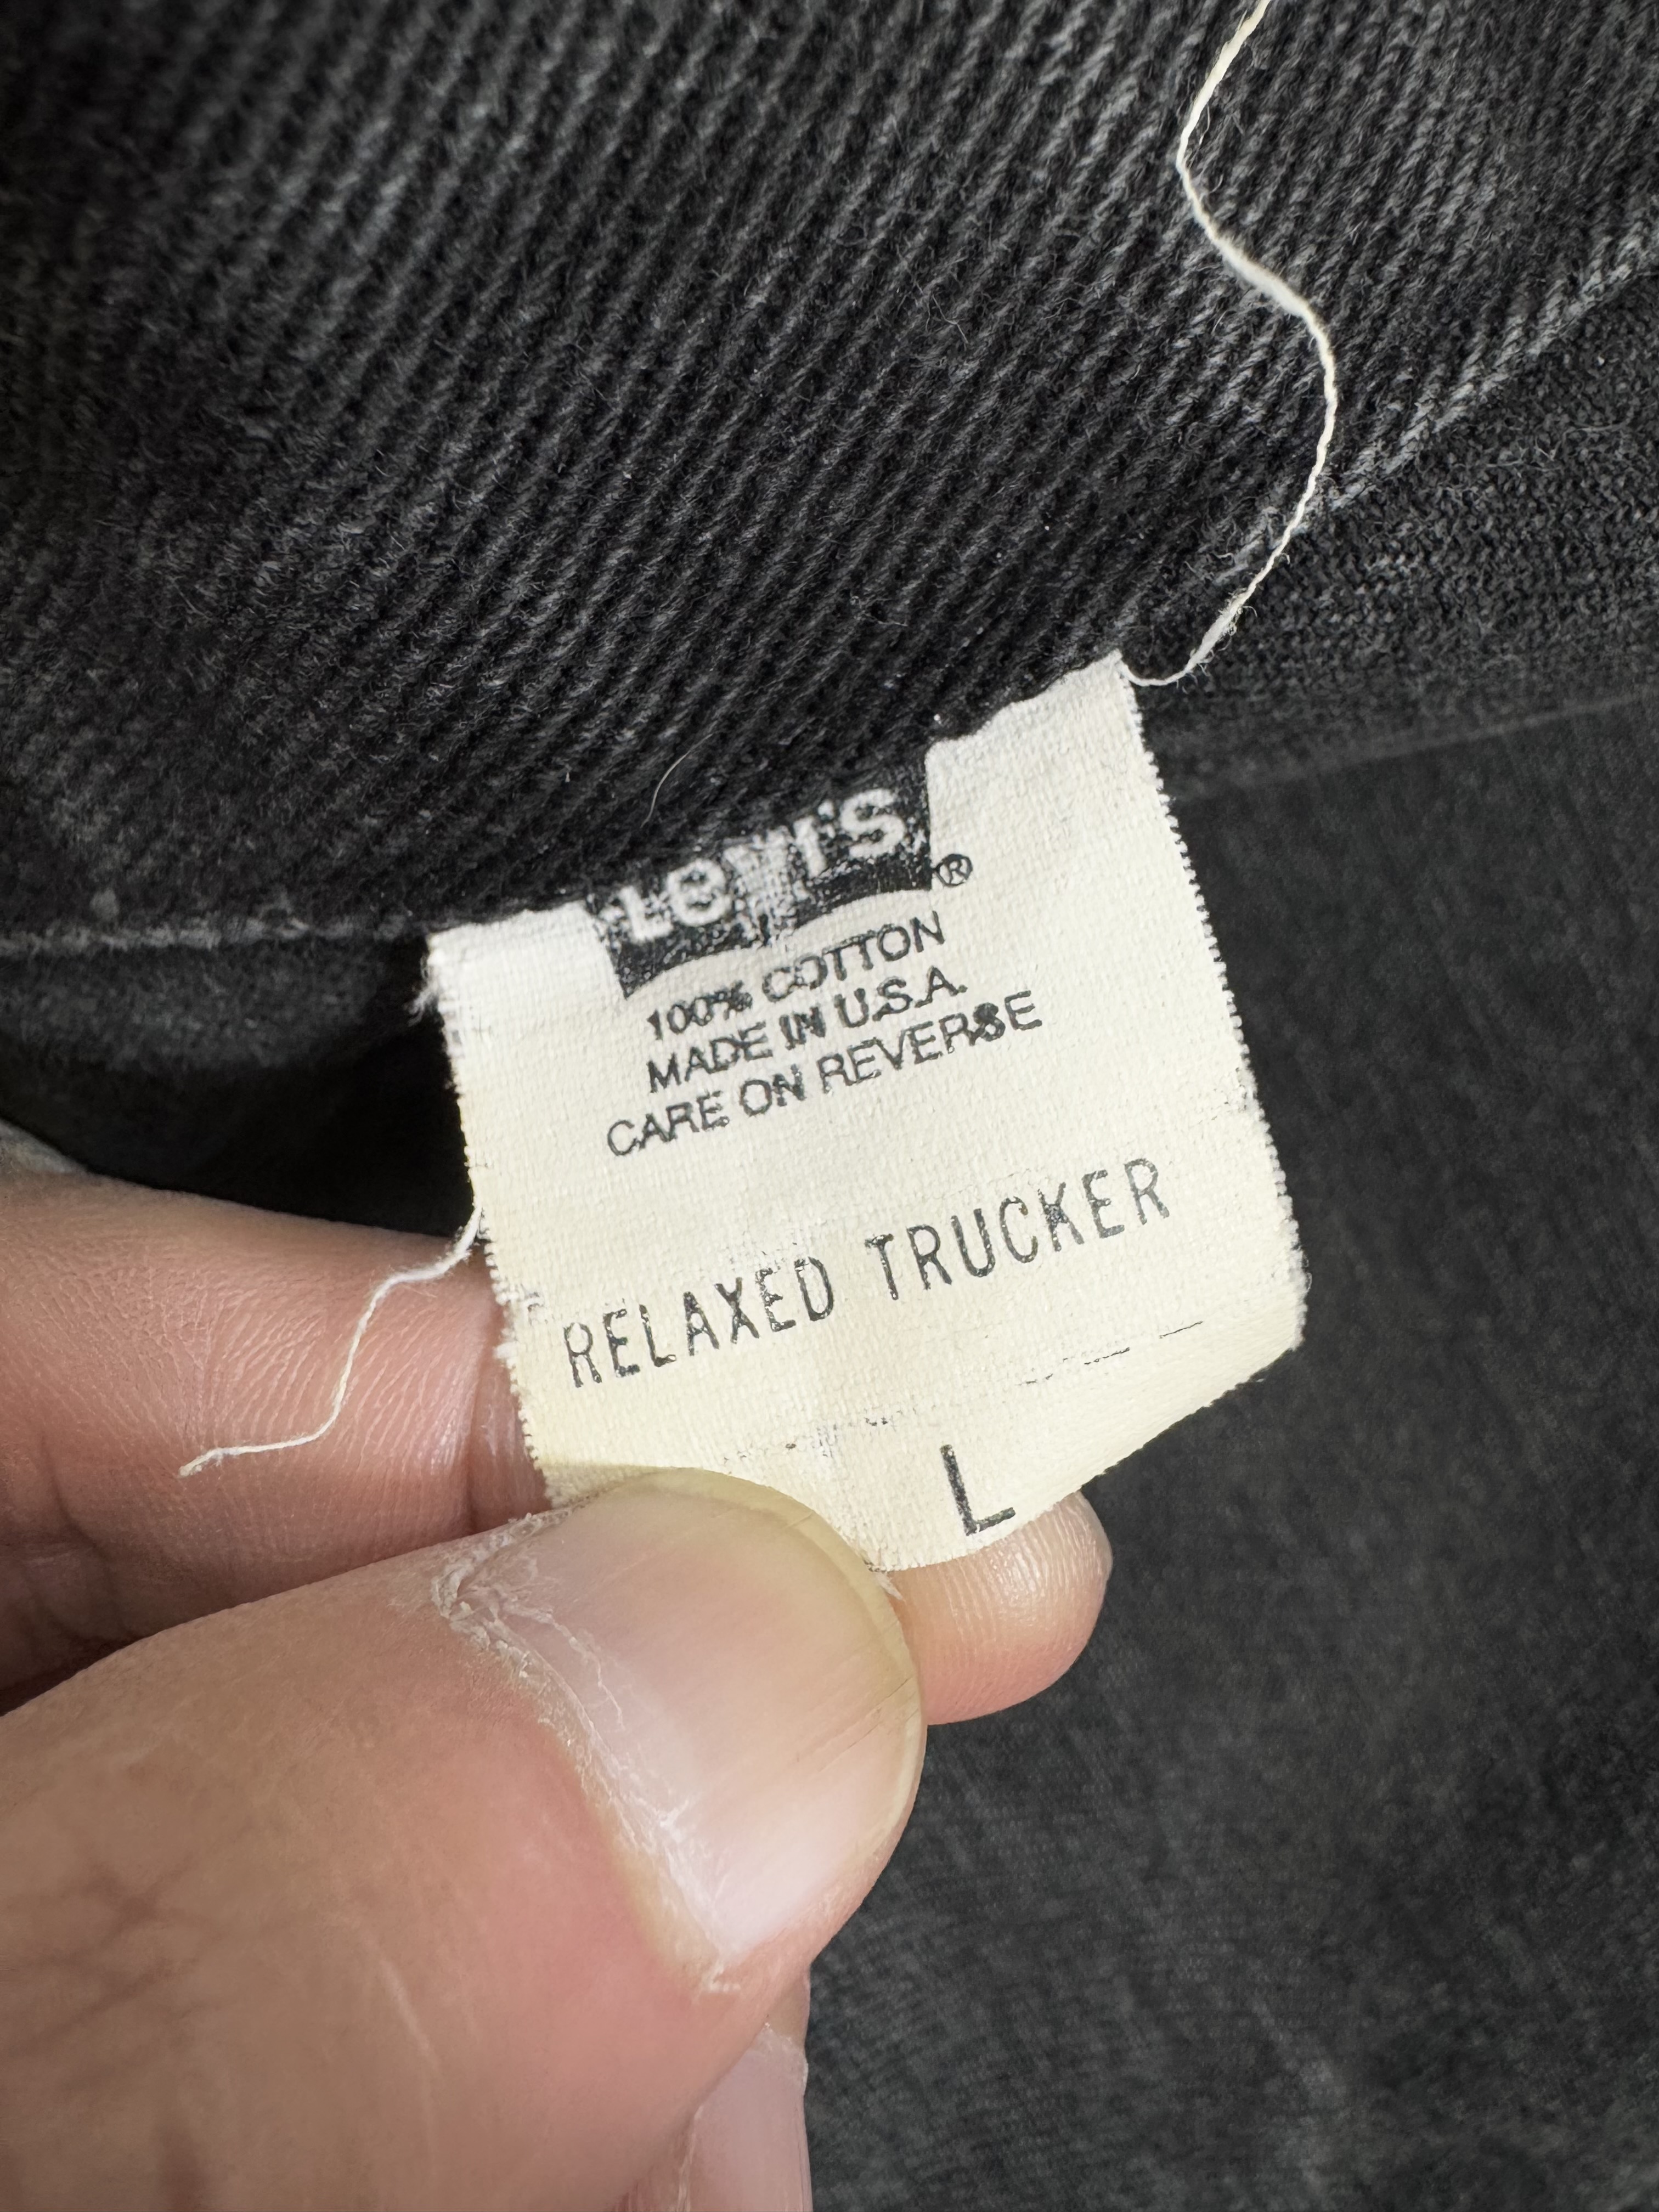 Levi's ®
100% COTTON
MADE IN U.S.A.
CARE ON REVERSE
RELAXED TRUCKER
L